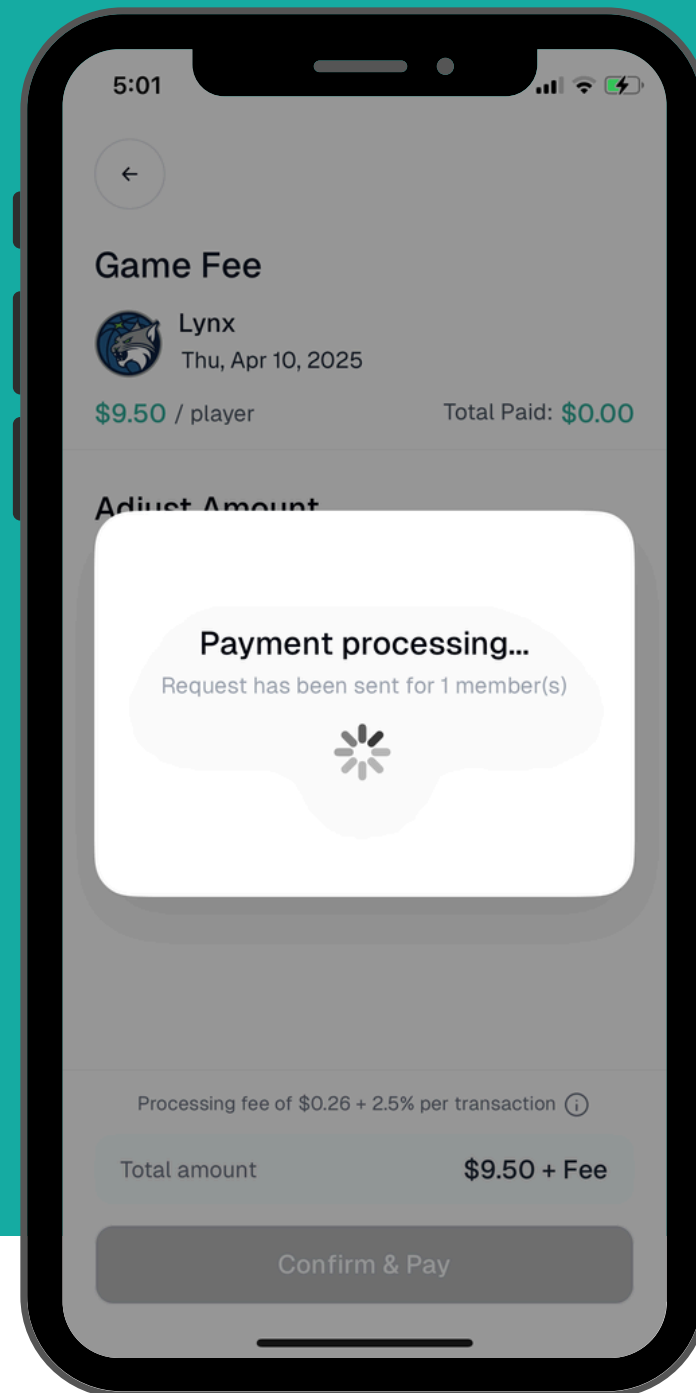 5:01
Game Fee
Lynx
Thu, Apr 10, 2025
$9.50 / player Total Paid: $0.00
Adjust Amount
Payment processing...
Request has been sent for 1 member(s)
Processing fee of $0.26 + 2.5% per transaction
Total amount $9.50 + Fee
Confirm & Pay